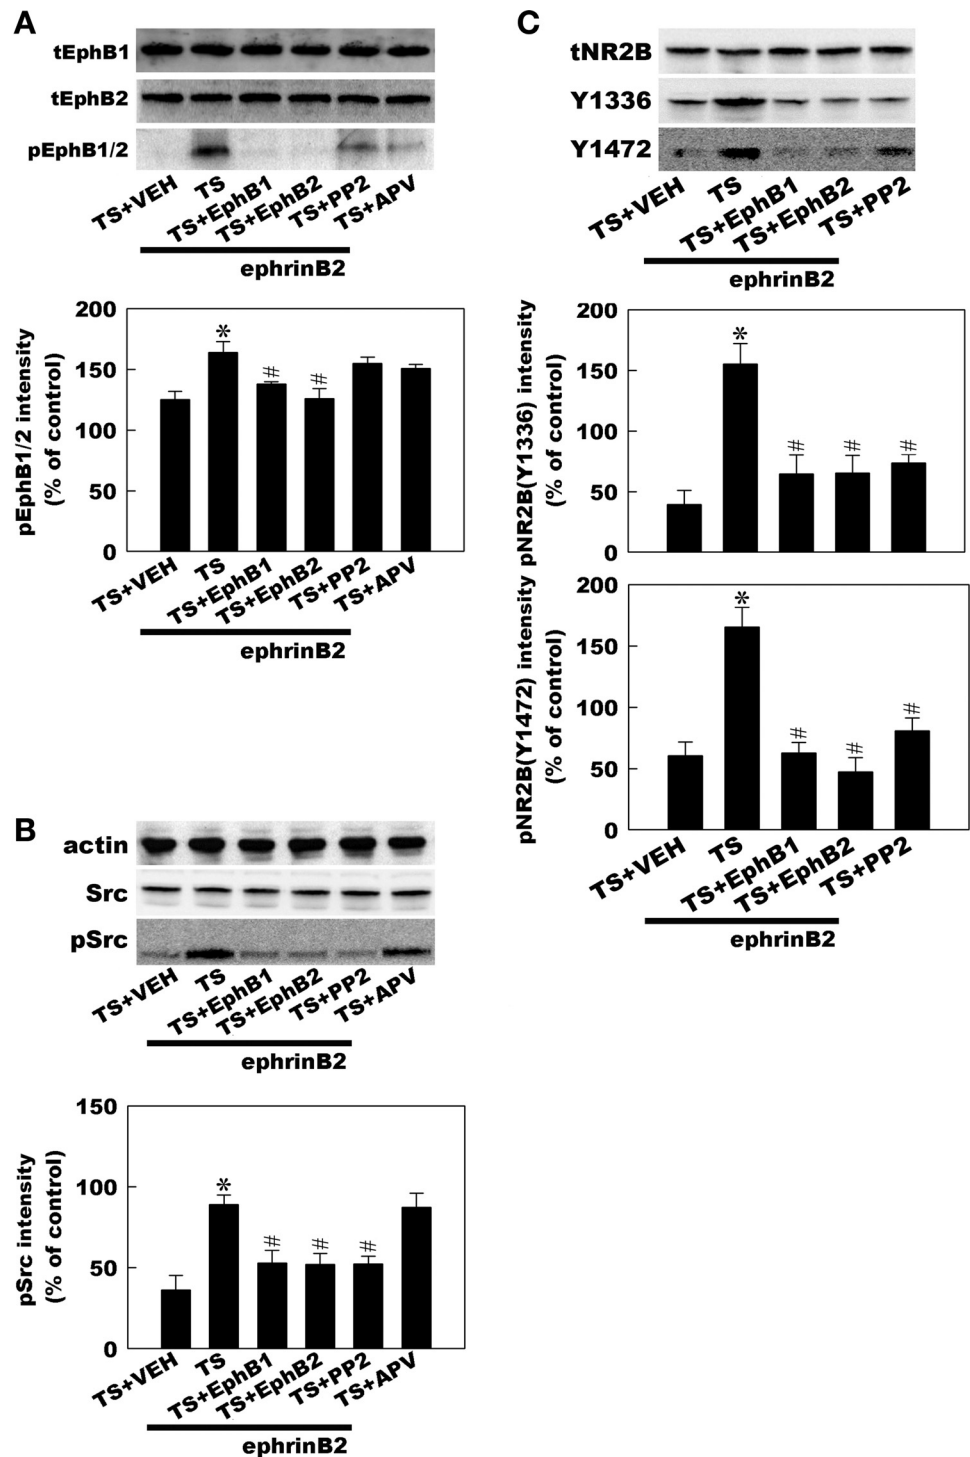 A
tEphB1
tEphB2
pEphB1/2
TS+VEH
TS
TS+EphB1
TS+EphB2
TS+PP2
TS+APV
ephrinB2
pEphB1/2 intensity
(% of control)
200
150
100
50
0
*
#
#
TS+VEH
TS
TS+EphB1
TS+EphB2
TS+PP2
TS+APV
ephrinB2
B
actin
Src
pSrc
TS+VEH
TS
TS+EphB1
TS+EphB2
TS+PP2
TS+APV
ephrinB2
pSrc intensity
(% of control)
150
100
50
0
*
#
#
#
TS+VEH
TS
TS+EphB1
TS+EphB2
TS+PP2
TS+APV
ephrinB2
C
tNR2B
Y1336
Y1472
TS+VEH
TS
TS+EphB1
TS+EphB2
TS+PP2
ephrinB2
pNR2B(Y1336) intensity
(% of control)
200
150
100
50
0
*
#
#
#
pNR2B(Y1472) intensity
(% of control)
200
150
100
50
0
*
#
#
#
TS+VEH
TS
TS+EphB1
TS+EphB2
TS+PP2
ephrinB2